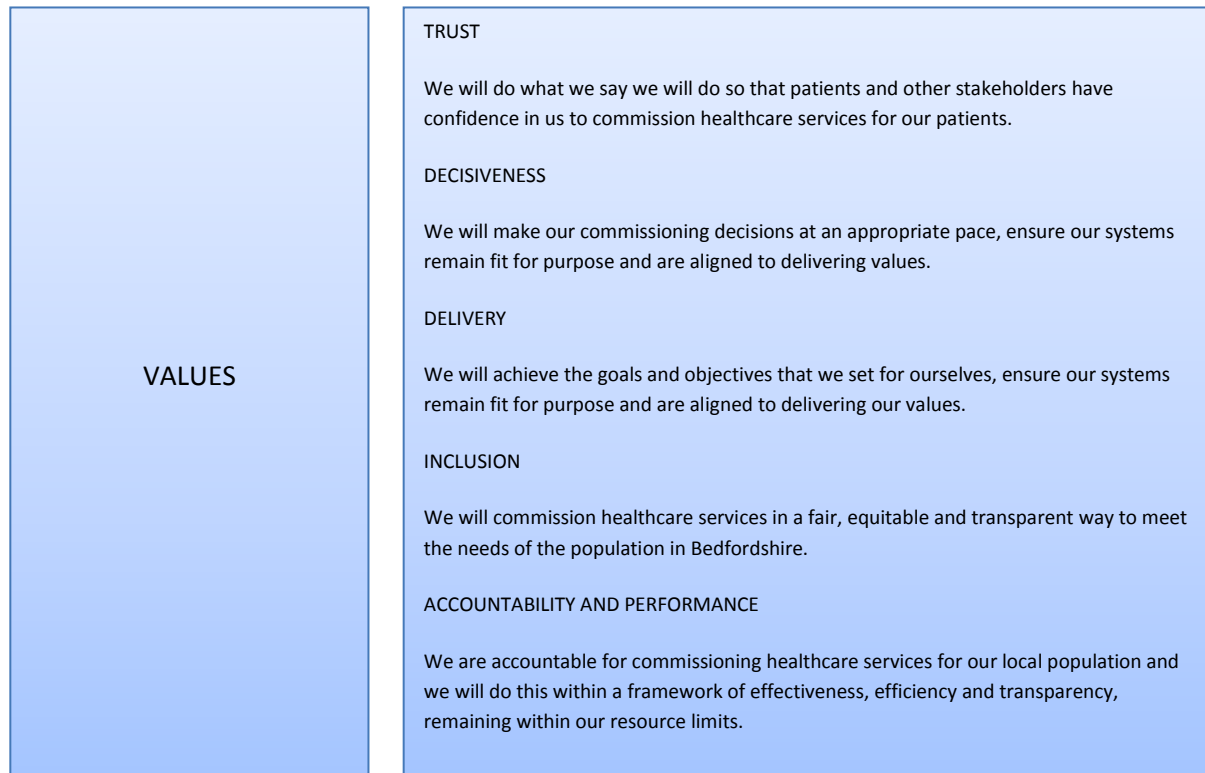 VALUES
TRUST
We will do what we say we will do so that patients and other stakeholders have
confidence in us to commission healthcare services for our patients.
DECISIVENESS
We will make our commissioning decisions at an appropriate pace, ensure our systems
remain fit for purpose and are aligned to delivering values.
DELIVERY
We will achieve the goals and objectives that we set for ourselves, ensure our systems
remain fit for purpose and are aligned to delivering our values.
INCLUSION
We will commission healthcare services in a fair, equitable and transparent way to meet
the needs of the population in Bedfordshire.
ACCOUNTABILITY AND PERFORMANCE
We are accountable for commissioning healthcare services for our local population and
we will do this within a framework of effectiveness, efficiency and transparency,
remaining within our resource limits.